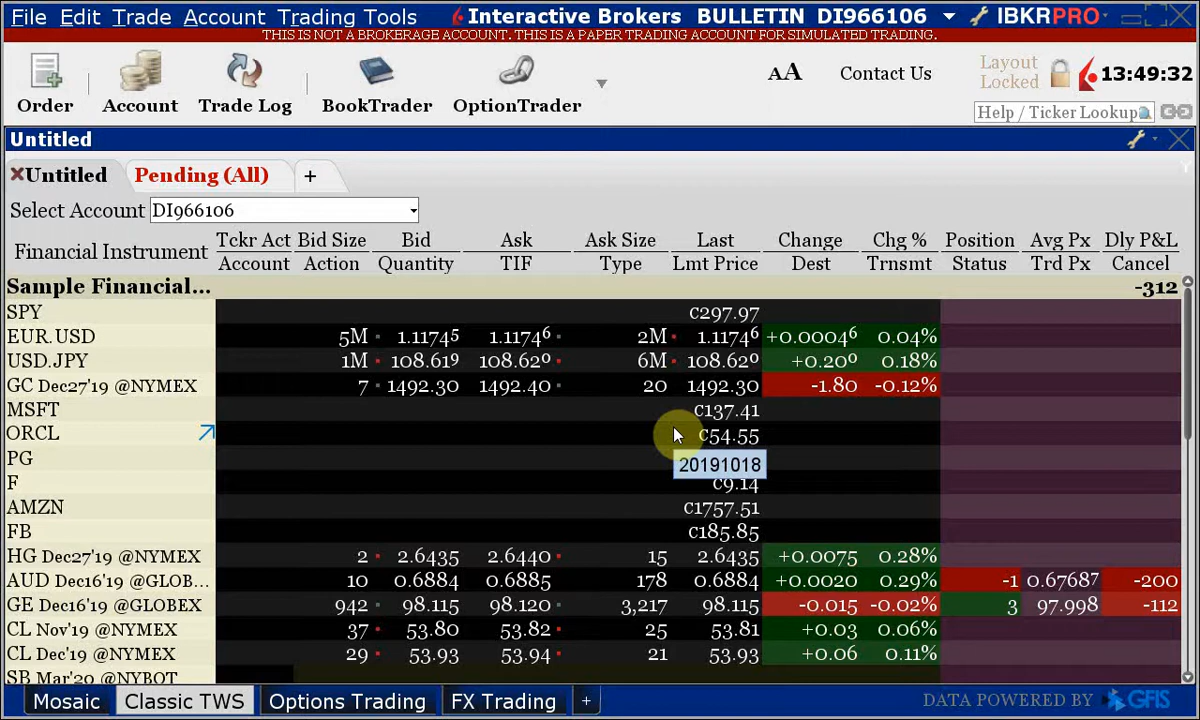 File Edit Trade Account Trading Tools Interactive Brokers BULLETIN DI966106 IBKRPRO
THIS IS NOT A BROKERAGE ACCOUNT. THIS IS A PAPER TRADING ACCOUNT FOR SIMULATED TRADING.
Order Account Trade Log BookTrader OptionTrader AA Contact Us Layout Locked 13:49:32
Help / Ticker Lookup
Untitled
Untitled Pending (All) +
Select Account DI966106
Financial Instrument Tckr Act Bid Size Bid Ask Ask Size Last Change Chg % Position Avg Px Dly P&L
Account Action Quantity TIF Type Lmt Price Dest Trnsmt Status Trd Px Cancel
Sample Financial... -312
SPY C297.97
EUR.USD 5M 1.11745 1.11746 2M 1.11746 +0.00046 0.04%
USD.JPY 1M 108.619 108.620 6M 108.620 +0.200 0.18%
GC Dec27'19 @NYMEX 7 1492.30 1492.40 20 1492.30 -1.80 -0.12%
MSFT C137.41
ORCL C54.55
PG 20191018
F C9.14
AMZN C1757.51
FB C185.85
HG Dec27'19 @NYMEX 2 2.6435 2.6440 15 2.6435 +0.0075 0.28%
AUD Dec16'19 @GLOB... 10 0.6884 0.6885 178 0.6884 +0.0020 0.29% -1 0.67687 -200
GE Dec16'19 @GLOBEX 942 98.115 98.120 3,217 98.115 -0.015 -0.02% 3 97.998 -112
CL Nov'19 @NYMEX 37 53.80 53.82 25 53.81 +0.03 0.06%
CL Dec'19 @NYMEX 29 53.93 53.94 21 53.93 +0.06 0.11%
SB Mar'20 @NYBOT
Mosaic Classic TWS Options Trading FX Trading + DATA POWERED BY GFIS